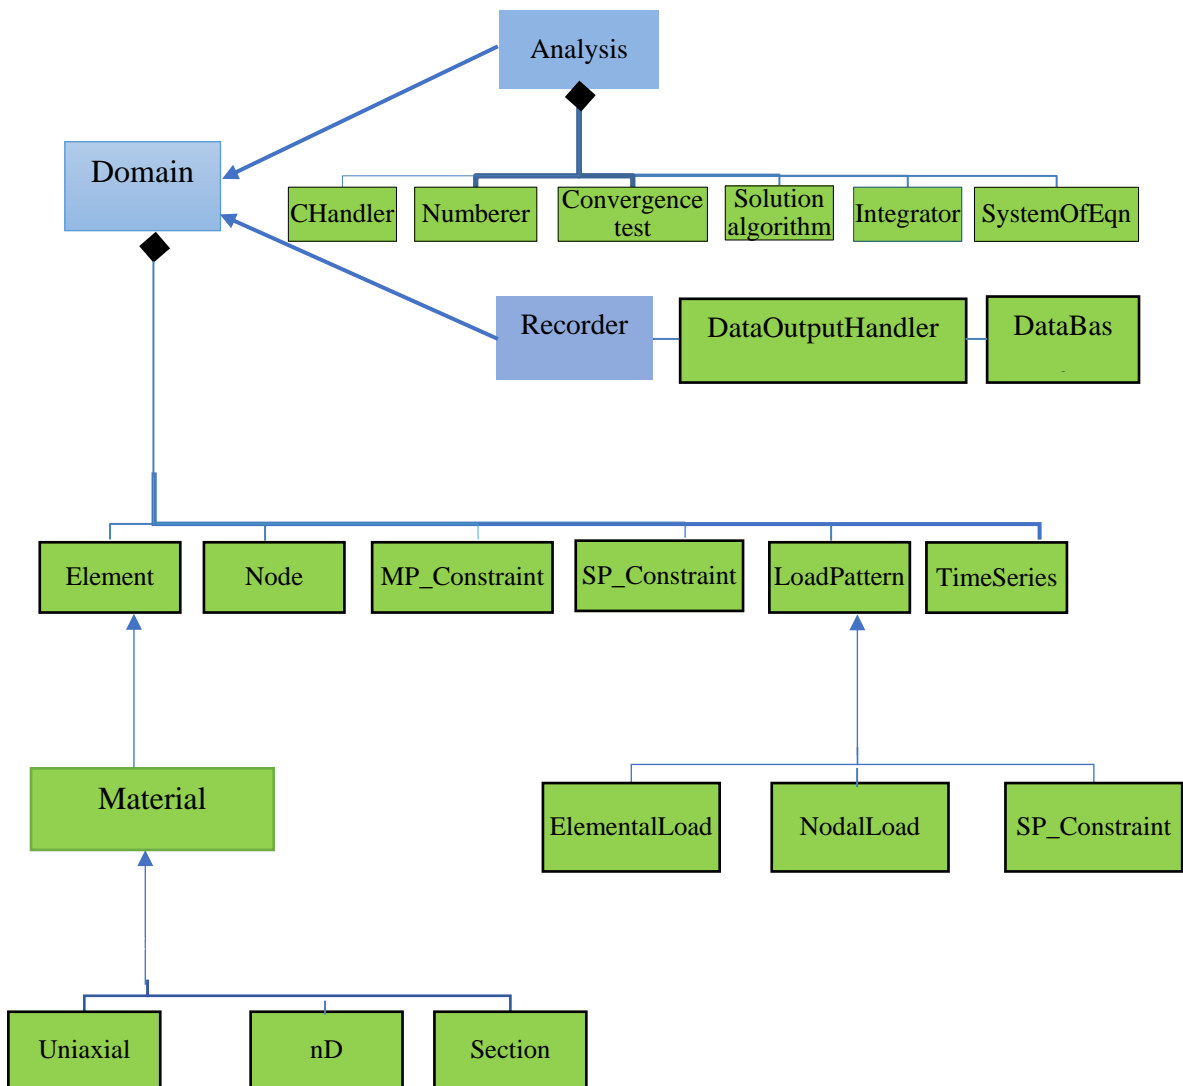 Analysis
Domain
CHandler
Numberer
Convergence
test
Solution
algorithm
Integrator
SystemOfEqn
Recorder
DataOutputHandler
DataBas
Element
Node
MP_Constraint
SP_Constraint
LoadPattern
TimeSeries
Material
ElementalLoad
NodalLoad
SP_Constraint
Uniaxial
nD
Section